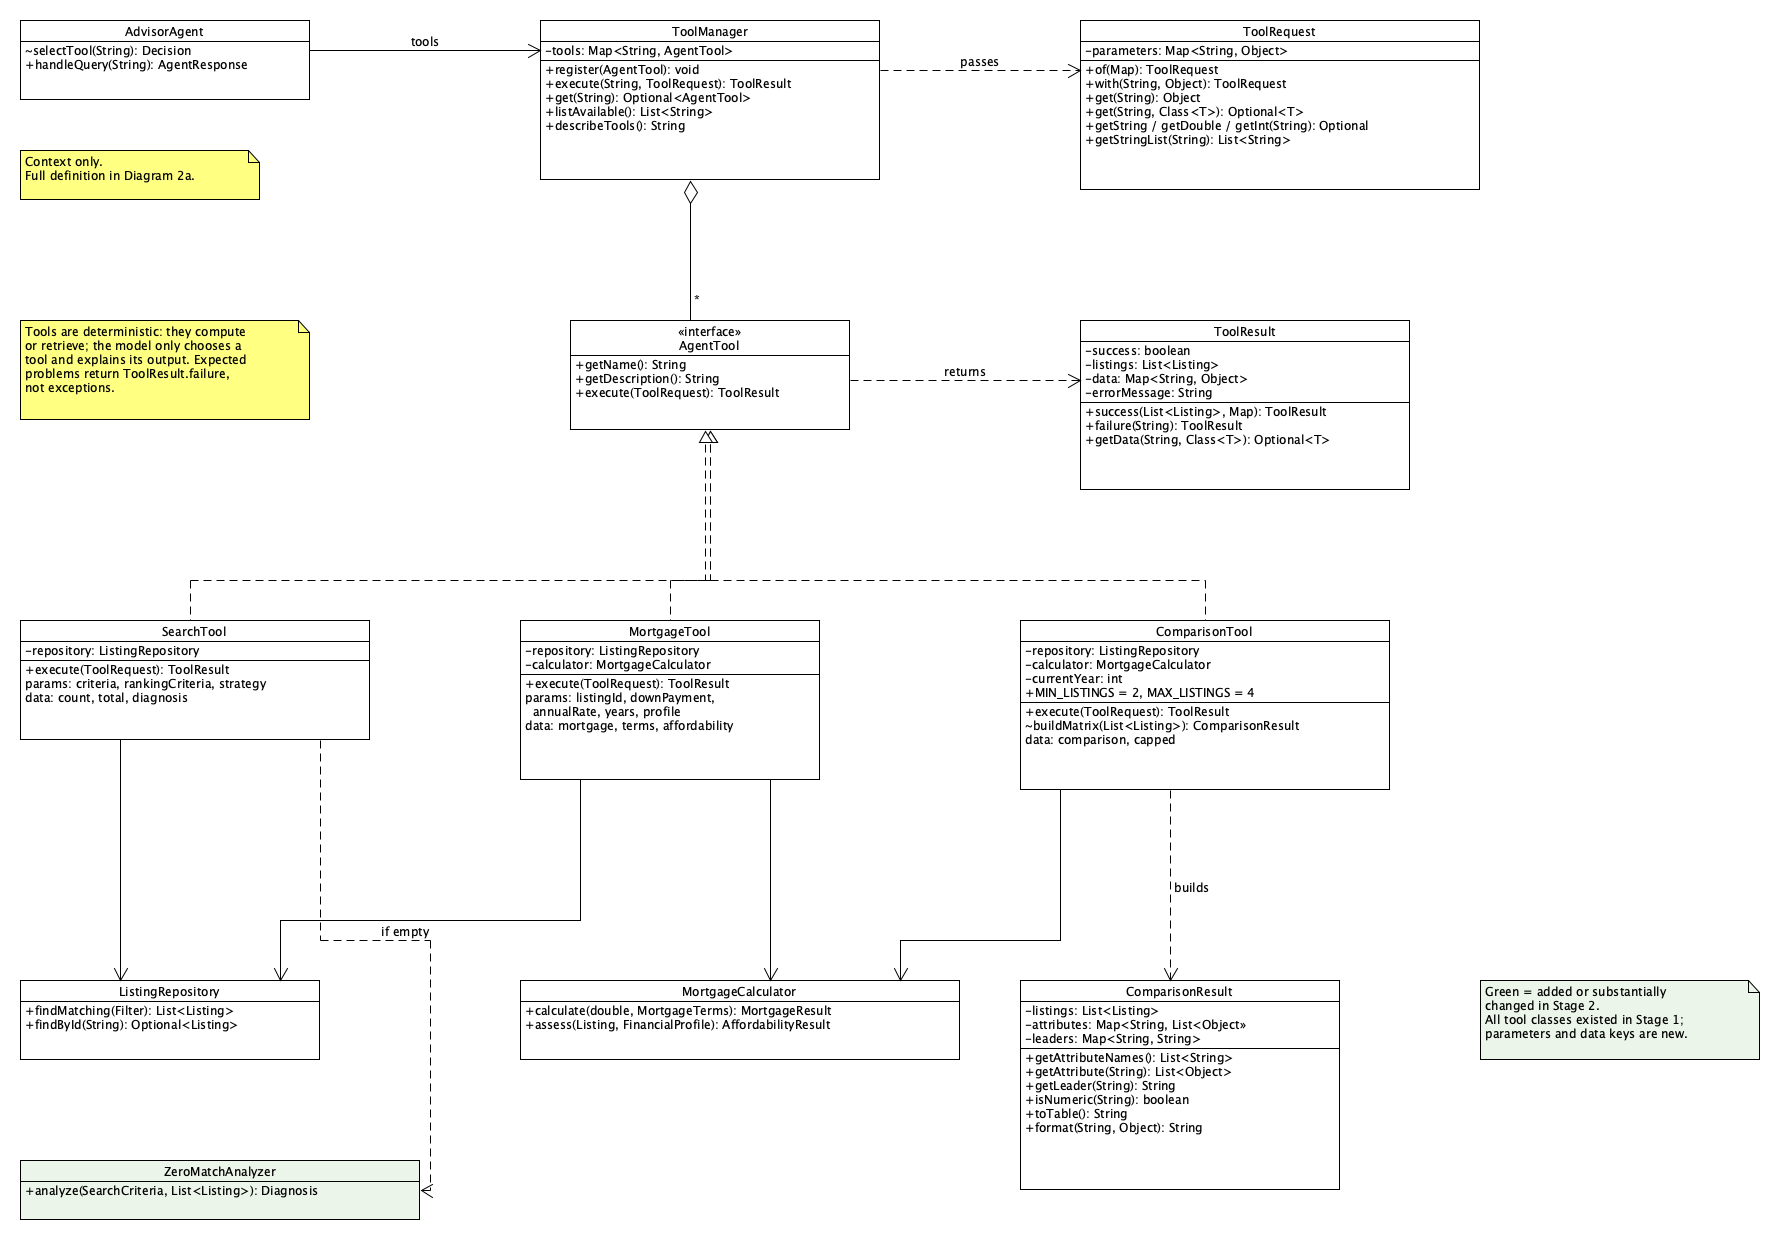 AdvisorAgent
~selectTool(String): Decision
+handleQuery(String): AgentResponse
tools
ToolManager
-tools: Map<String, AgentTool>
+register(AgentTool): void
+execute(String, ToolRequest): ToolResult
+get(String): Optional<AgentTool>
+listAvailable(): List<String>
+describeTools(): String
passes
ToolRequest
-parameters: Map<String, Object>
+of(Map): ToolRequest
+with(String, Object): ToolRequest
+get(String): Object
+get(String, Class<T>): Optional<T>
+getString / getDouble / getInt(String): Optional
+getStringList(String): List<String>
Context only.
Full definition in Diagram 2a.
*
Tools are deterministic: they compute
or retrieve; the model only chooses a
tool and explains its output. Expected
problems return ToolResult.failure,
not exceptions.
«interface»
AgentTool
+getName(): String
+getDescription(): String
+execute(ToolRequest): ToolResult
returns
ToolResult
-success: boolean
-listings: List<Listing>
-data: Map<String, Object>
-errorMessage: String
+success(List<Listing>, Map): ToolResult
+failure(String): ToolResult
+getData(String, Class<T>): Optional<T>
SearchTool
-repository: ListingRepository
+execute(ToolRequest): ToolResult
params: criteria, rankingCriteria, strategy
data: count, total, diagnosis
MortgageTool
-repository: ListingRepository
-calculator: MortgageCalculator
+execute(ToolRequest): ToolResult
params: listingId, downPayment,
annualRate, years, profile
data: mortgage, terms, affordability
ComparisonTool
-repository: ListingRepository
-calculator: MortgageCalculator
-currentYear: int
+MIN_LISTINGS = 2, MAX_LISTINGS = 4
+execute(ToolRequest): ToolResult
~buildMatrix(List<Listing>): ComparisonResult
data: comparison, capped
builds
if empty
ListingRepository
+findMatching(Filter): List<Listing>
+findById(String): Optional<Listing>
MortgageCalculator
+calculate(double, MortgageTerms): MortgageResult
+assess(Listing, FinancialProfile): AffordabilityResult
ComparisonResult
-listings: List<Listing>
-attributes: Map<String, List<Object»
-leaders: Map<String, String>
+getAttributeNames(): List<String>
+getAttribute(String): List<Object>
+getLeader(String): String
+isNumeric(String): boolean
+toTable(): String
+format(String, Object): String
Green = added or substantially
changed in Stage 2.
All tool classes existed in Stage 1;
parameters and data keys are new.
ZeroMatchAnalyzer
+analyze(SearchCriteria, List<Listing>): Diagnosis